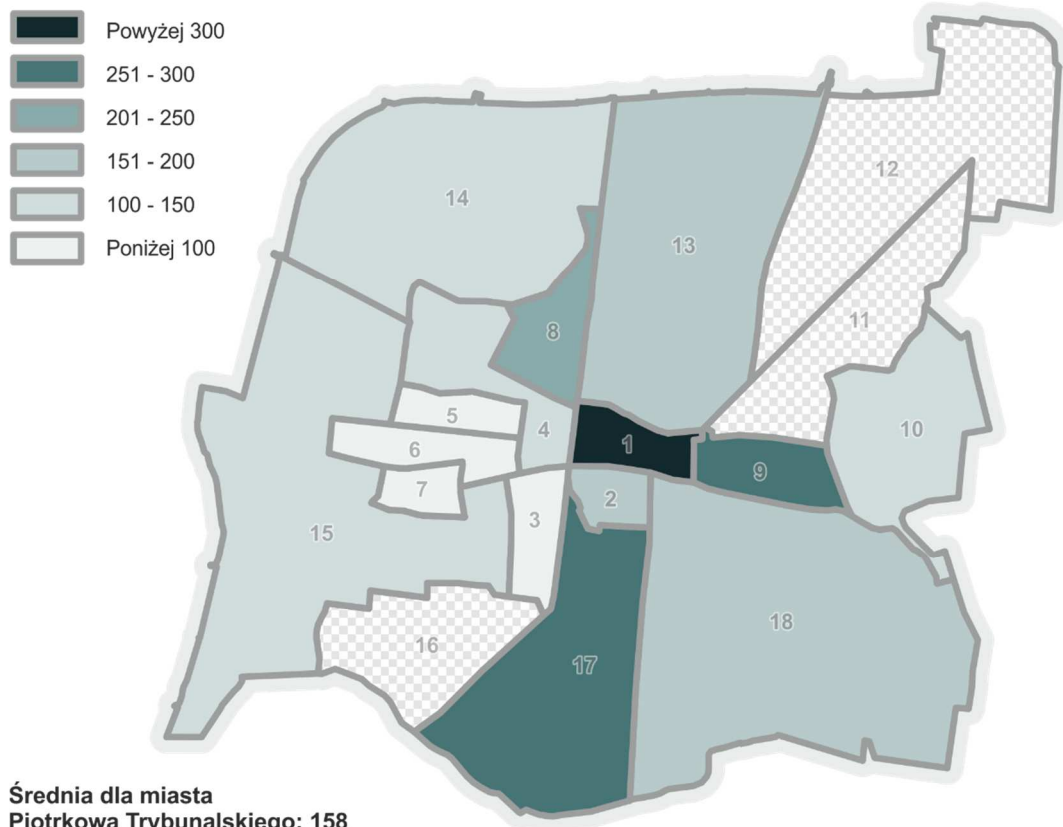 Powyżej 300
251 - 300
201 - 250
151 - 200
100 - 150
Poniżej 100
12
14
13
11
8
5
4
10
1
6
9
7
2
3
15
18
16
17
Średnia dla miasta
Piotrkowa Trybunalskiego: 158